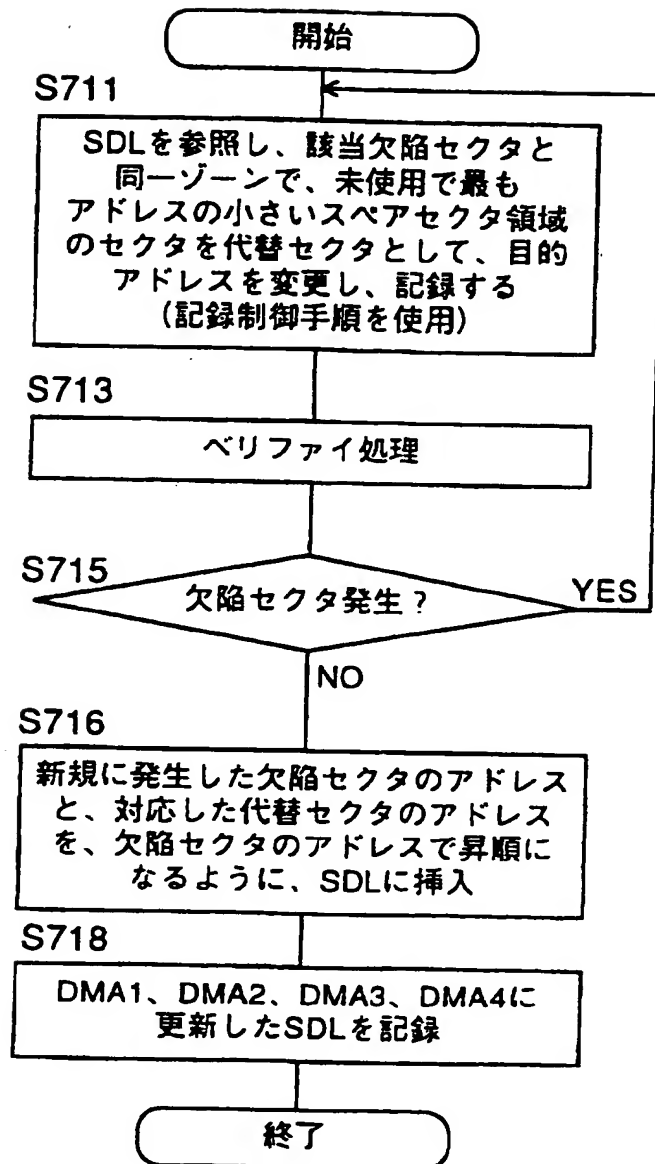 開始
S711
SDLを参照し、該当欠陥セクタと
同一ゾーンで、未使用で最も
アドレスの小さいスペアセクタ領域
のセクタを代替セクタとして、目的
アドレスを変更し、記録する
(記録制御手順を使用)
S713
ベリファイ処理
S715
欠陥セクタ発生？
YES
NO
S716
新規に発生した欠陥セクタのアドレス
と、対応した代替セクタのアドレス
を、欠陥セクタのアドレスで昇順に
なるように、SDLに挿入
S718
DMA1、DMA2、DMA3、DMA4に
更新したSDLを記録
終了